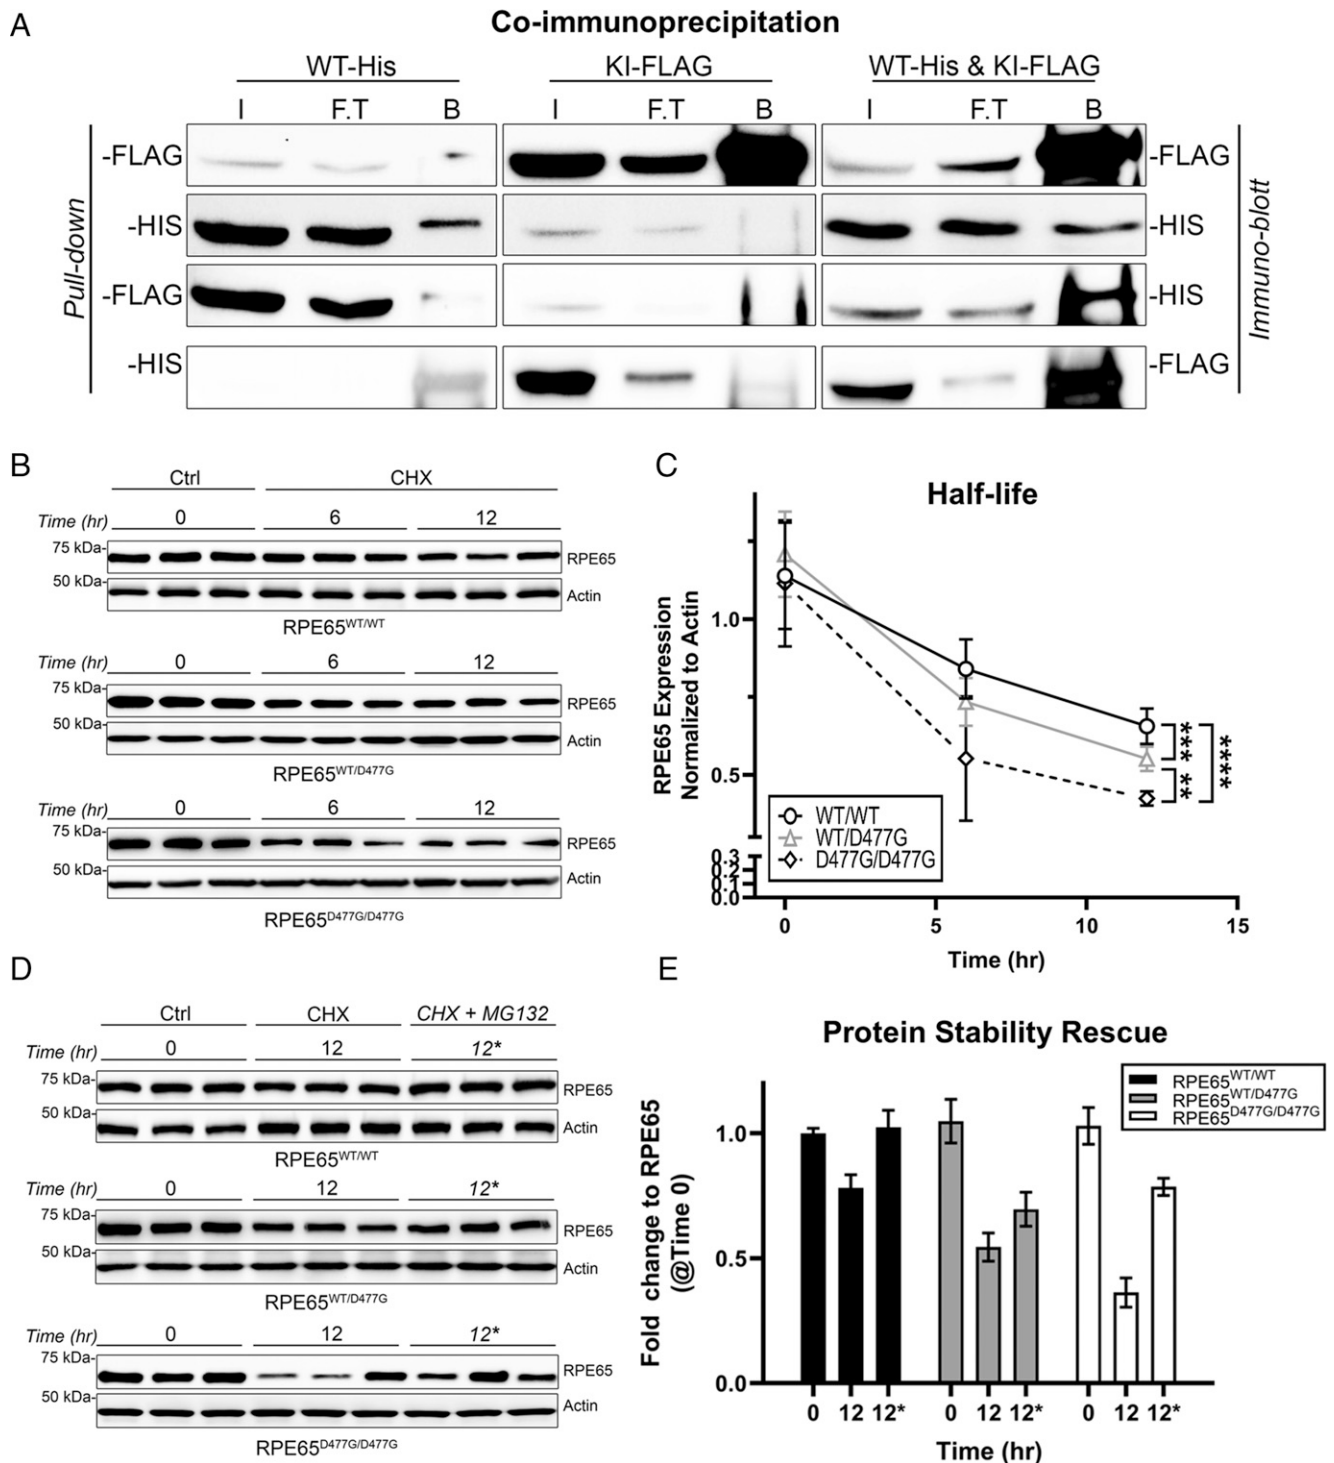 A
Co-immunoprecipitation
WT-His KI-FLAG WT-His & KI-FLAG
I F.T B I F.T B I F.T B
Pull-down
-FLAG -FLAG
-HIS -HIS
-FLAG -HIS
-HIS -FLAG
Immuno-blott
B
Ctrl CHX
Time (hr) 0 6 12
75 kDa- RPE65
50 kDa- Actin
RPE65WT/WT
Time (hr) 0 6 12
75 kDa- RPE65
50 kDa- Actin
RPE65WT/D477G
Time (hr) 0 6 12
75 kDa- RPE65
50 kDa- Actin
RPE65D477G/D477G
C
Half-life
RPE65 Expression
Normalized to Actin
1.0
0.5
0.3
0.2
0.1
0.0
WT/WT
WT/D477G
D477G/D477G
***
**
****
0 5 10 15
Time (hr)
D
Ctrl CHX CHX + MG132
Time (hr) 0 12 12*
75 kDa- RPE65
50 kDa- Actin
RPE65WT/WT
Time (hr) 0 12 12*
75 kDa- RPE65
50 kDa- Actin
RPE65WT/D477G
Time (hr) 0 12 12*
75 kDa- RPE65
50 kDa- Actin
RPE65D477G/D477G
E
Protein Stability Rescue
RPE65WT/WT
RPE65WT/D477G
RPE65D477G/D477G
Fold change to RPE65
(@Time 0)
1.0
0.5
0.0
0 12 12* 0 12 12* 0 12 12*
Time (hr)